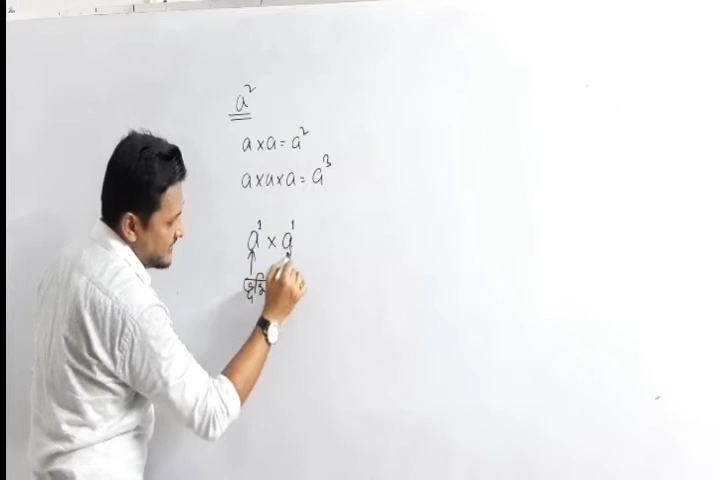 a²
a × a = a²
a × a × a = a³
a¹ × a¹